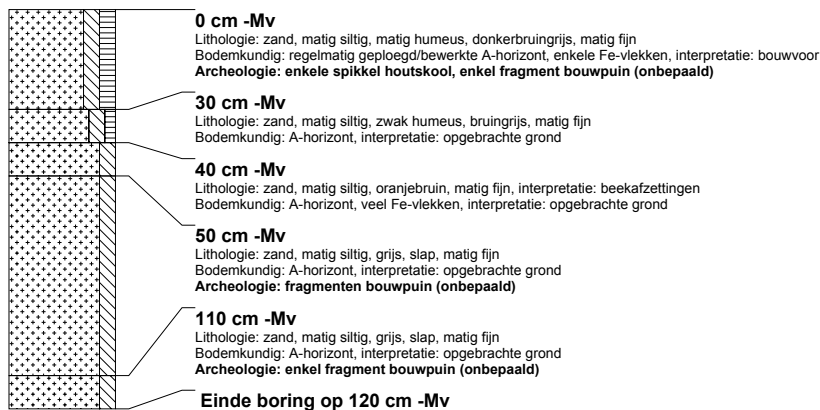 0 cm -Mv
Lithologie: zand, matig siltig, matig humeus, donkerbruingrijs, matig fijn
Bodemkundig: regelmatig geploegd/bewerkte A-horizont, enkele Fe-vlekken, interpretatie: bouwvoor
Archeologie: enkele spikkel houtskool, enkel fragment bouwpuin (onbepaald)
30 cm -Mv
Lithologie: zand, matig siltig, zwak humeus, bruingrijs, matig fijn
Bodemkundig: A-horizont, interpretatie: opgebrachte grond
40 cm -Mv
Lithologie: zand, matig siltig, oranjebruin, matig fijn, interpretatie: beekafzettingen
Bodemkundig: A-horizont, veel Fe-vlekken, interpretatie: opgebrachte grond
50 cm -Mv
Lithologie: zand, matig siltig, grijs, slap, matig fijn
Bodemkundig: A-horizont, interpretatie: opgebrachte grond
Archeologie: fragmenten bouwpuin (onbepaald)
110 cm -Mv
Lithologie: zand, matig siltig, grijs, slap, matig fijn
Bodemkundig: A-horizont, interpretatie: opgebrachte grond
Archeologie: enkel fragment bouwpuin (onbepaald)
Einde boring op 120 cm -Mv